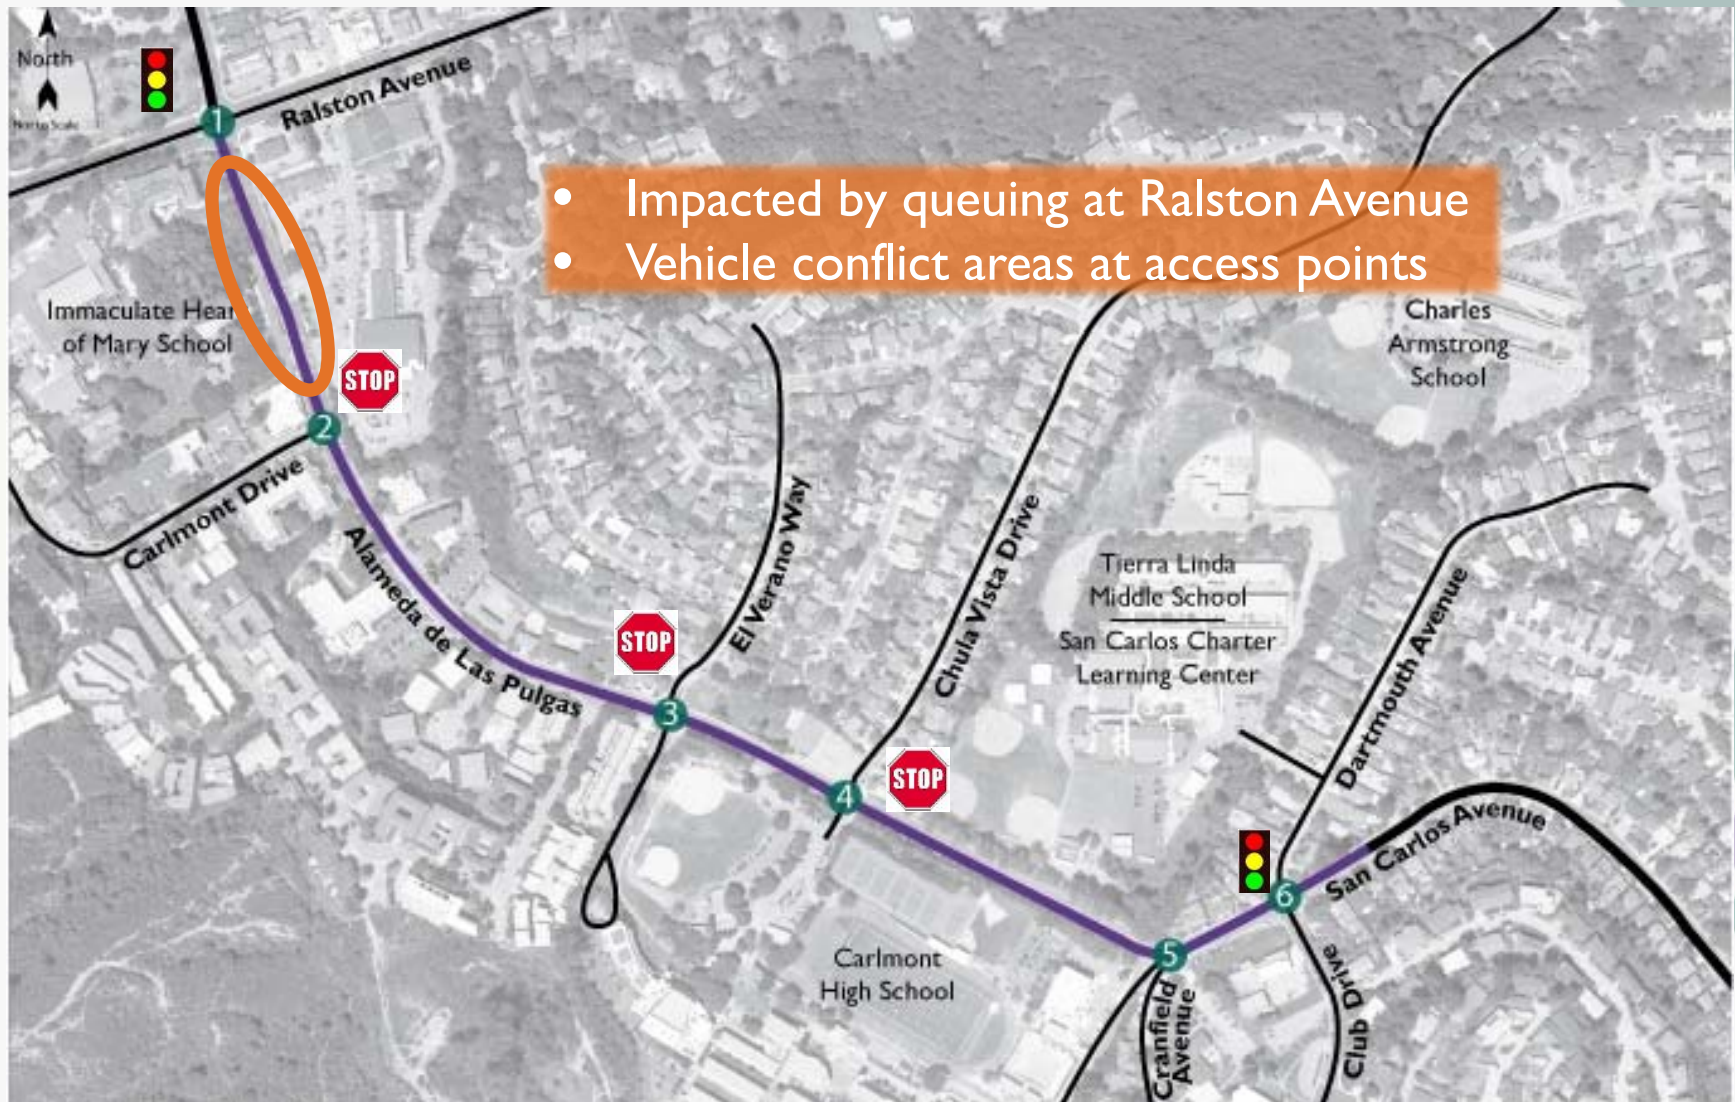 North
Not to Scale
1
Ralston Avenue
• Impacted by queuing at Ralston Avenue
• Vehicle conflict areas at access points
Immaculate Hear
of Mary School
Charles
Armstrong
School
STOP
2
Carlmont Drive
Alameda de Las Pulgas
El Verano Way
Chula Vista Drive
Tierra Linda
Middle School
San Carlos Charter
Learning Center
Dartmouth Avenue
STOP
3
STOP
4
San Carlos Avenue
6
5
Carlmont
High School
Cranfield
Avenue
Club Drive